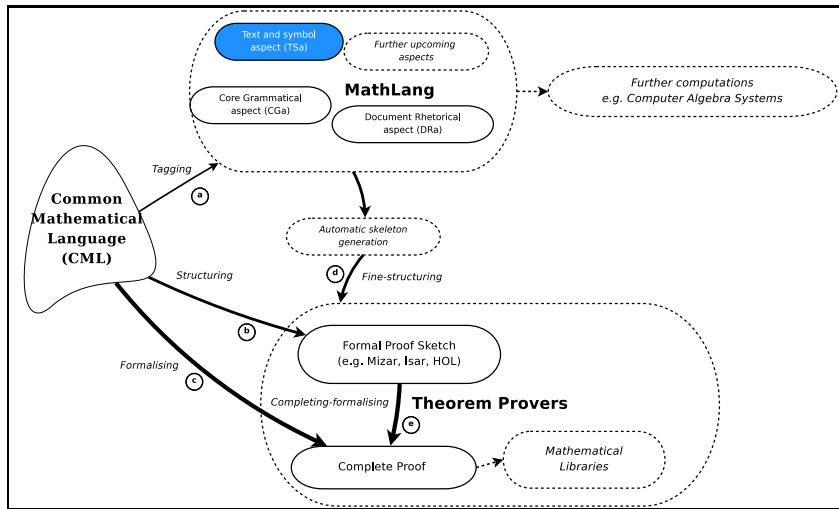 Text and symbol
aspect (TSa)
Further upcoming
aspects
MathLang
Core Grammatical
aspect (CGa)
Document Rhetorical
aspect (DRa)
Further computations
e.g. Computer Algebra Systems
Tagging
a
Common
Mathematical
Language
(CML)
Automatic skeleton
generation
Structuring
d
Fine-structuring
b
Formal Proof Sketch
(e.g. Mizar, Isar, HOL)
Formalising
c
Completing-formalising
Theorem Provers
e
Complete Proof
Mathematical
Libraries